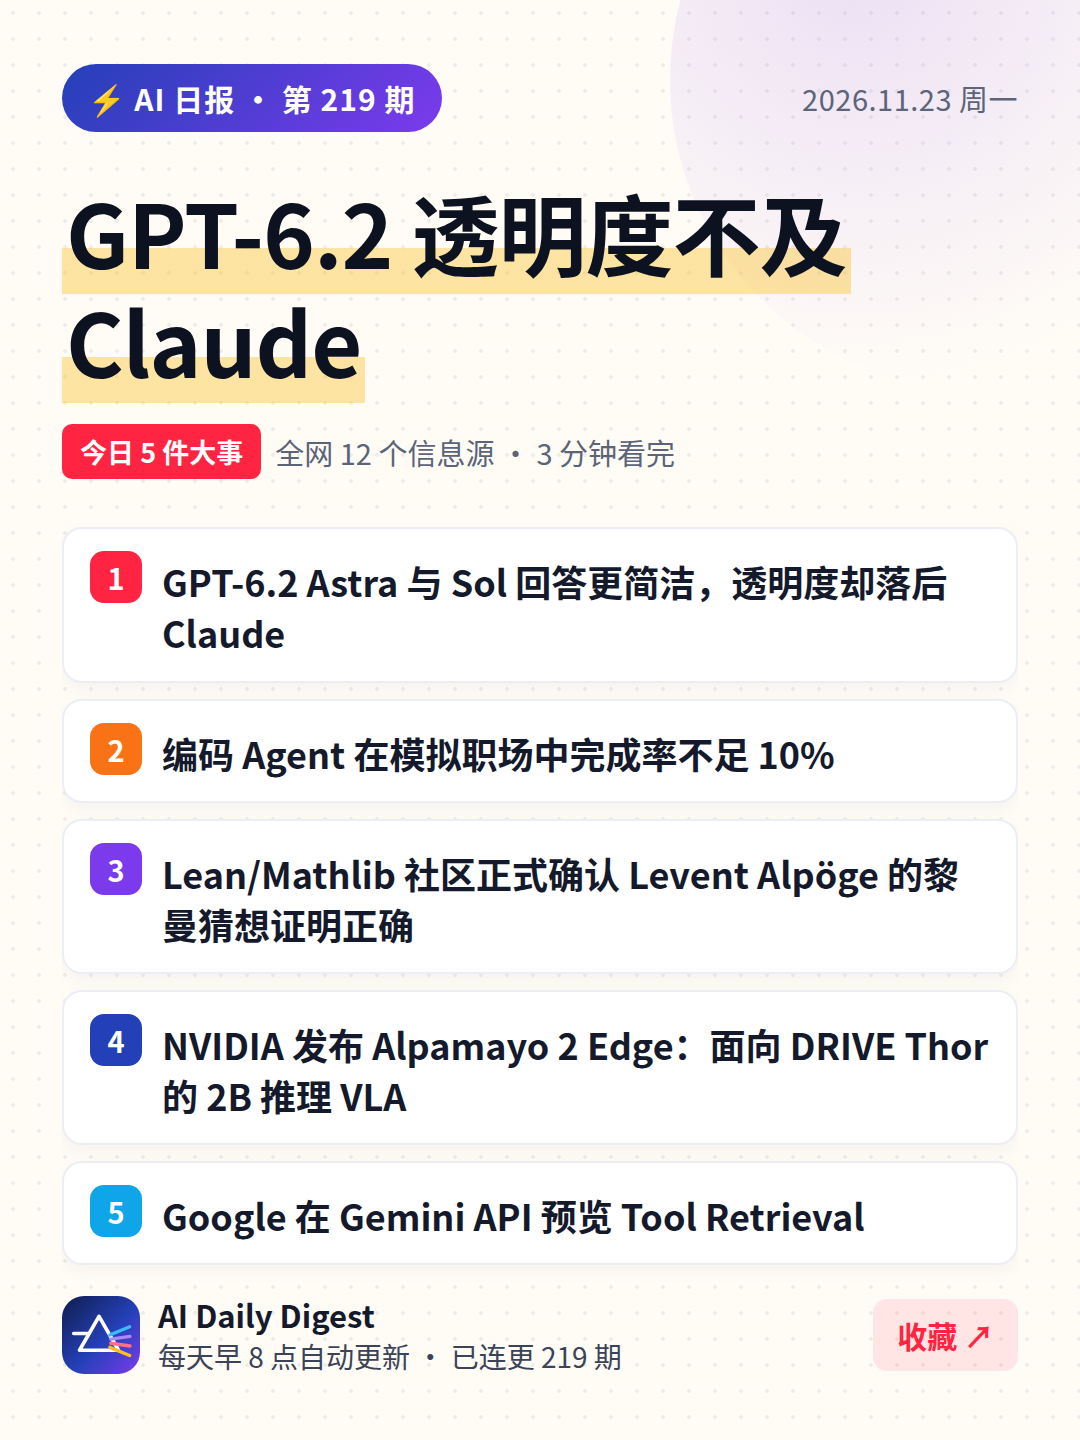 ⚡ AI 日报 · 第 219 期
2026.11.23 周一
GPT-6.2 透明度不及
Claude
今日 5 件大事
全网 12 个信息源 · 3 分钟看完
1
GPT-6.2 Astra 与 Sol 回答更简洁，透明度却落后
Claude
2
编码 Agent 在模拟职场中完成率不足 10%
3
Lean/Mathlib 社区正式确认 Levent Alpöge 的黎
曼猜想证明正确
4
NVIDIA 发布 Alpamayo 2 Edge：面向 DRIVE Thor
的 2B 推理 VLA
5
Google 在 Gemini API 预览 Tool Retrieval
AI Daily Digest
每天早 8 点自动更新 · 已连更 219 期
收藏 ↗